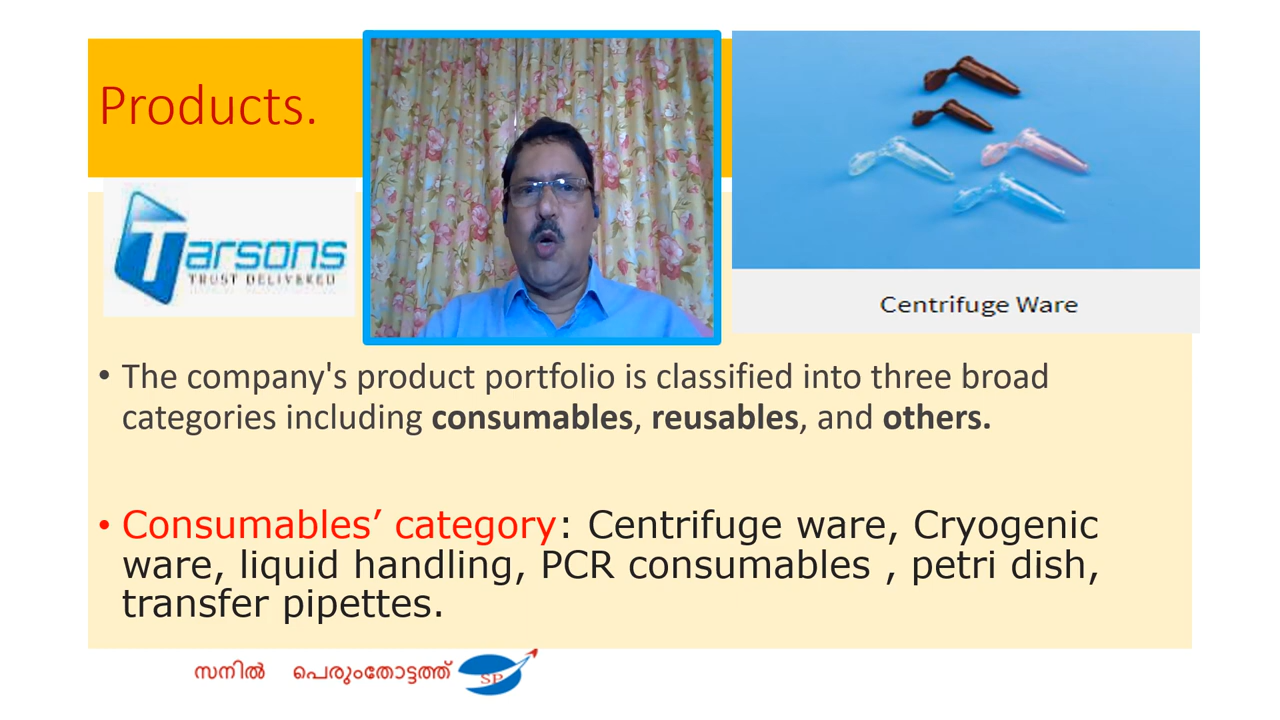 Products.
Tarsons
TRUST DELIVERED
Centrifuge Ware
• The company's product portfolio is classified into three broad
categories including consumables, reusables, and others.
• Consumables’ category: Centrifuge ware, Cryogenic
ware, liquid handling, PCR consumables , petri dish,
transfer pipettes.
സനിൽ പെരുംതോട്ടത്ത്
SP